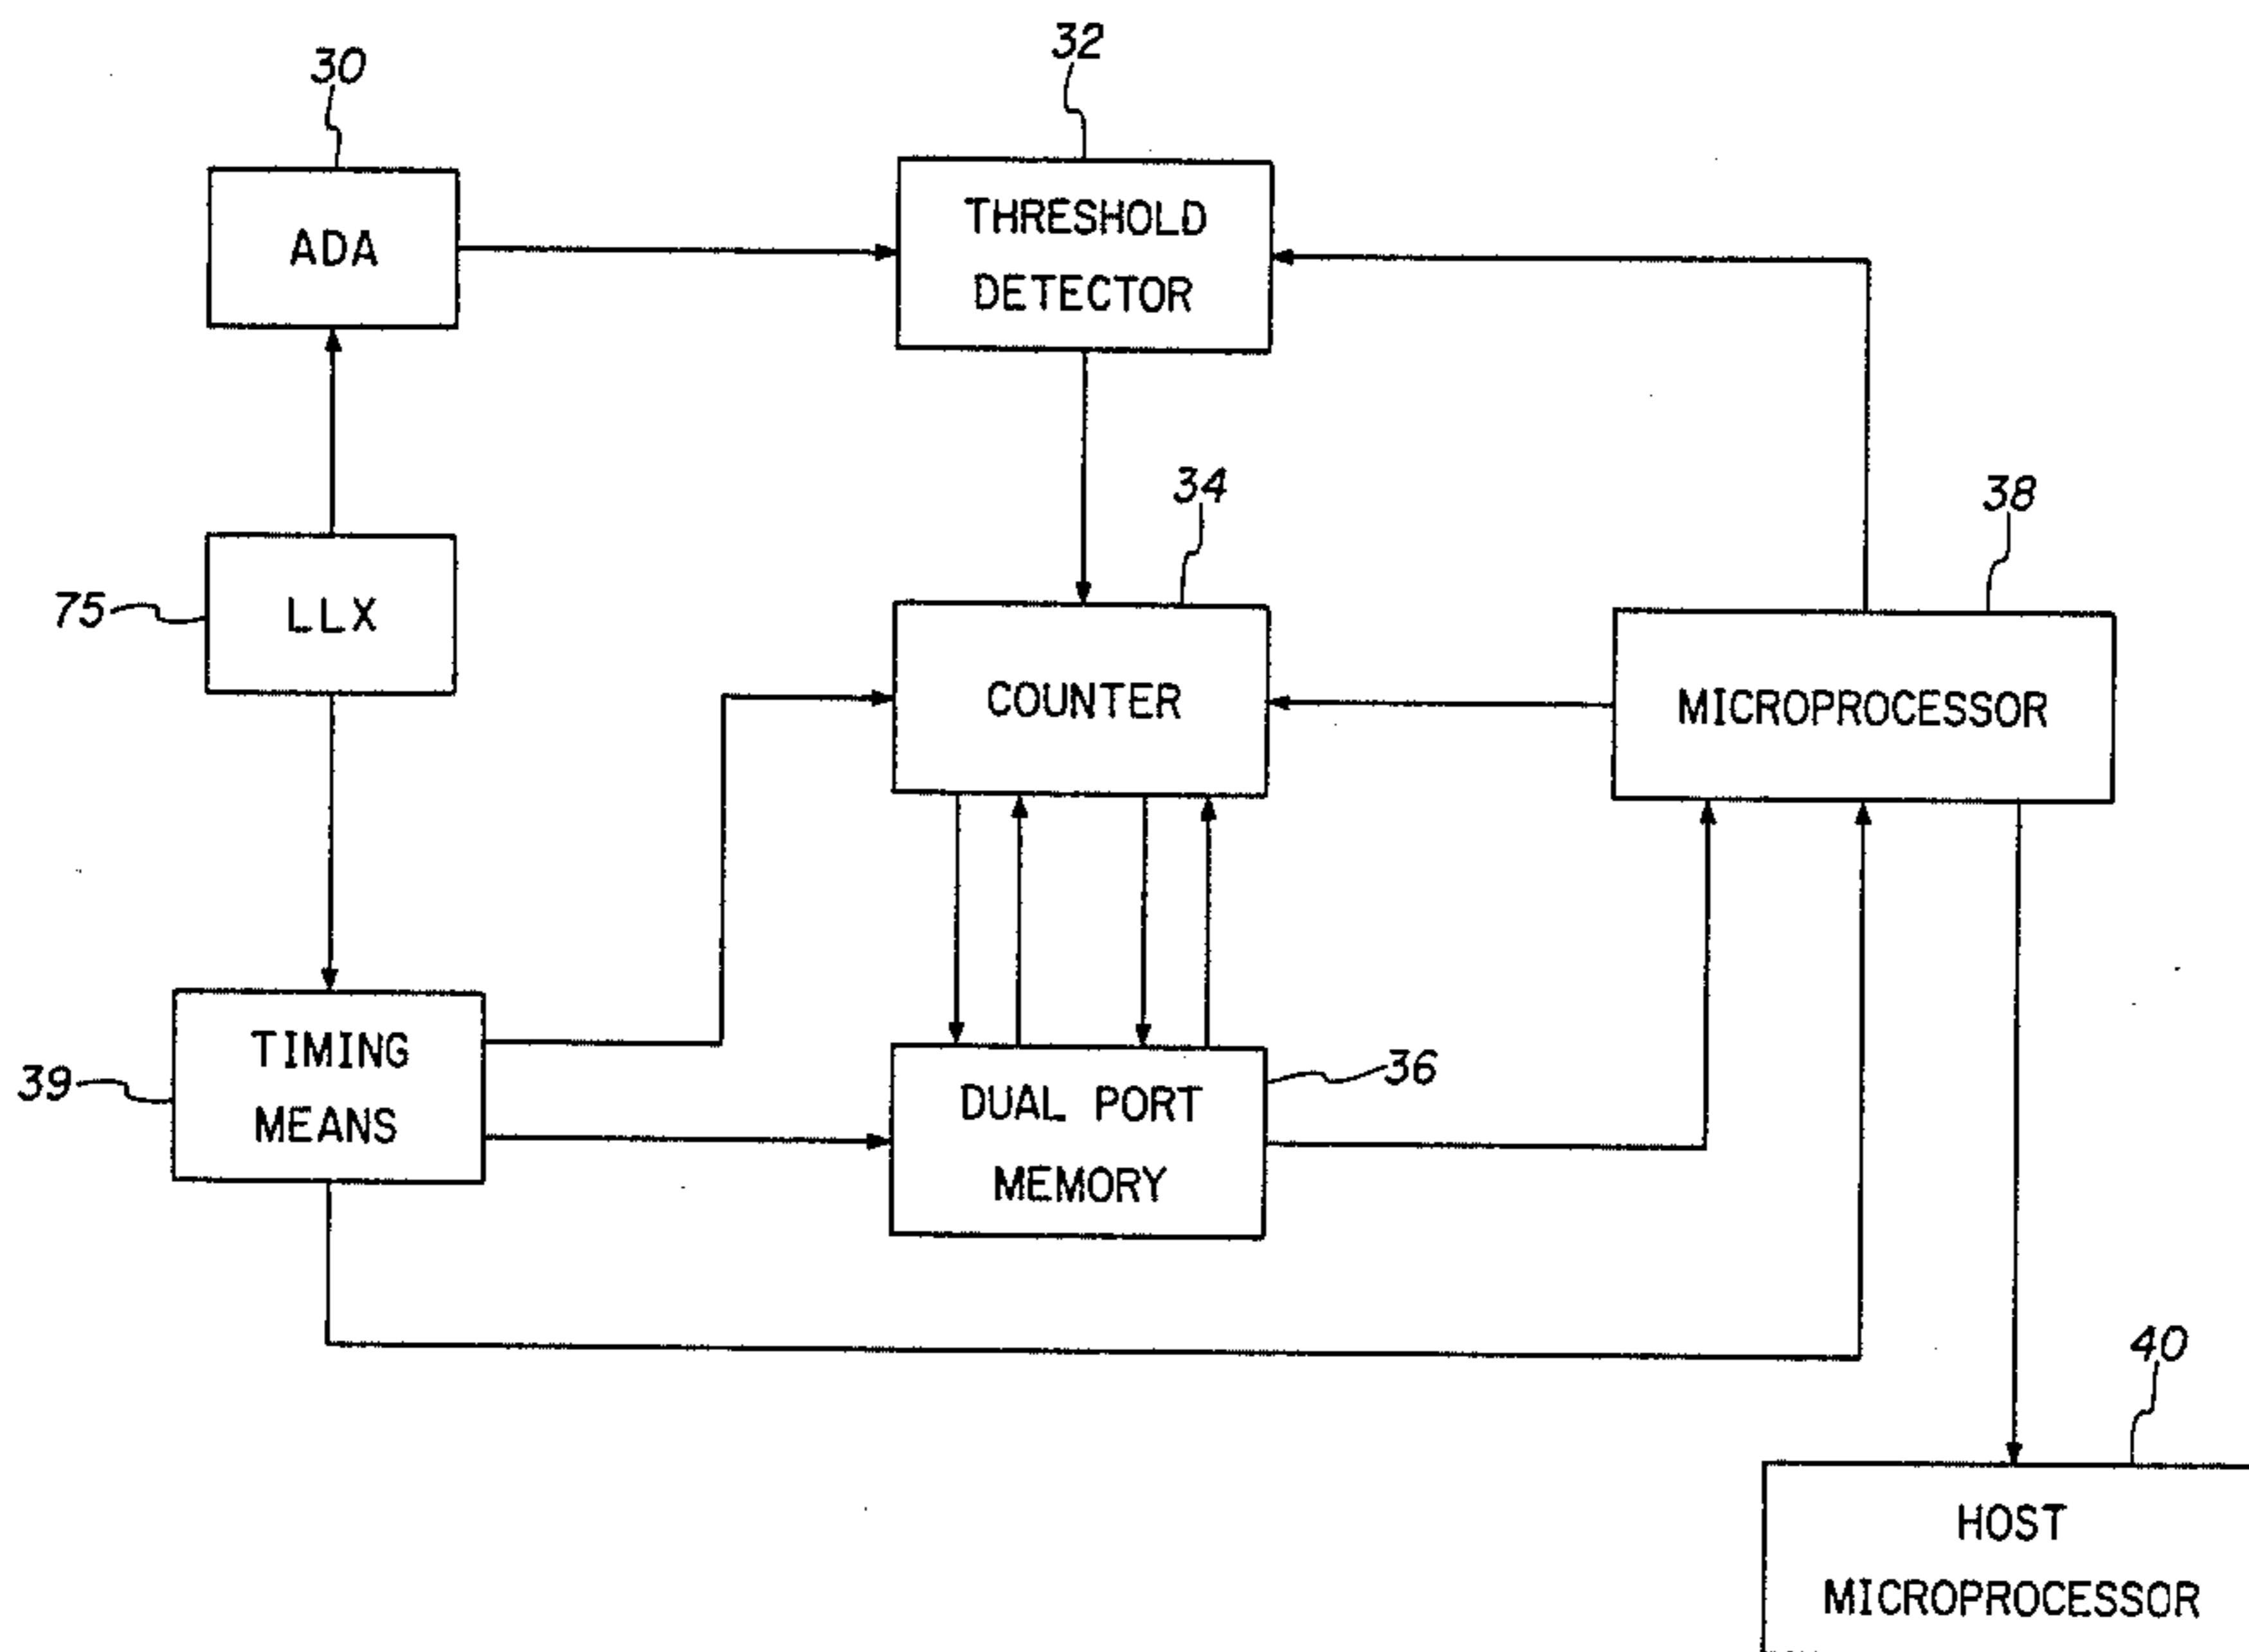 30
32
ADA
THRESHOLD
DETECTOR
34
38
75
LLX
COUNTER
MICROPROCESSOR
39
TIMING
MEANS
36
DUAL PORT
MEMORY
40
HOST
MICROPROCESSOR